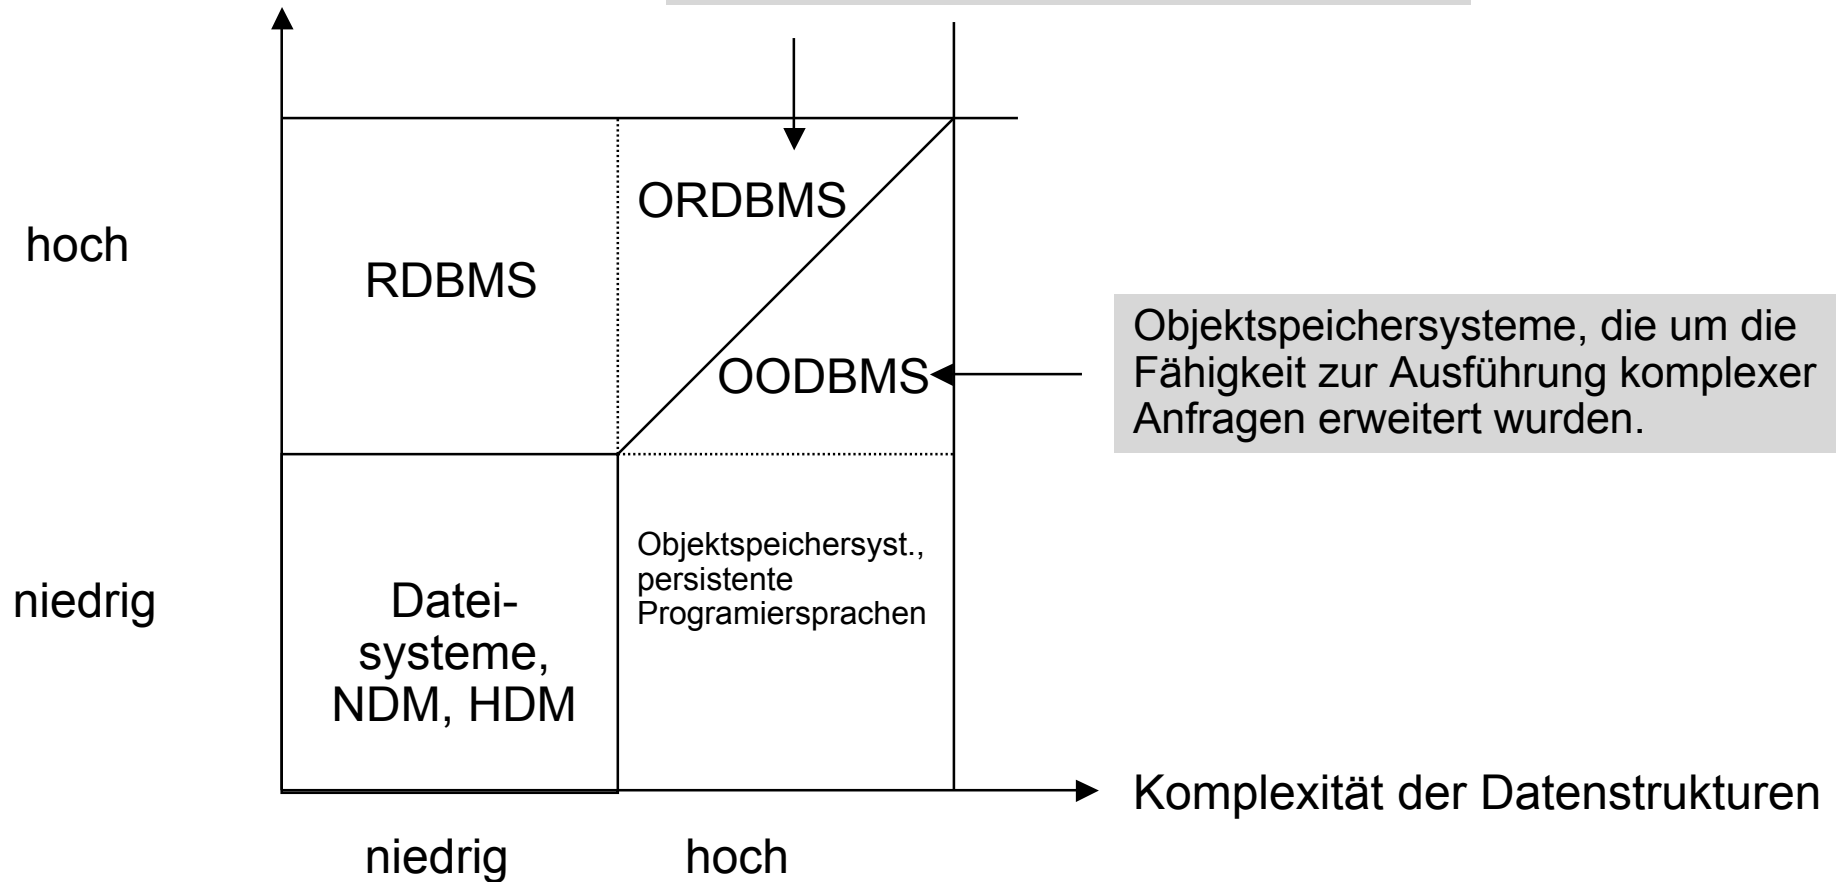 ORDBMS
hoch
RDBMS
Objektspeichersysteme, die um die
Fähigkeit zur Ausführung komplexer
Anfragen erweitert wurden.
OODBMS
Objektspeichersyst.,
persistente
Programiersprachen
niedrig
Datei-
systeme,
NDM, HDM
Komplexität der Datenstrukturen
niedrig
hoch